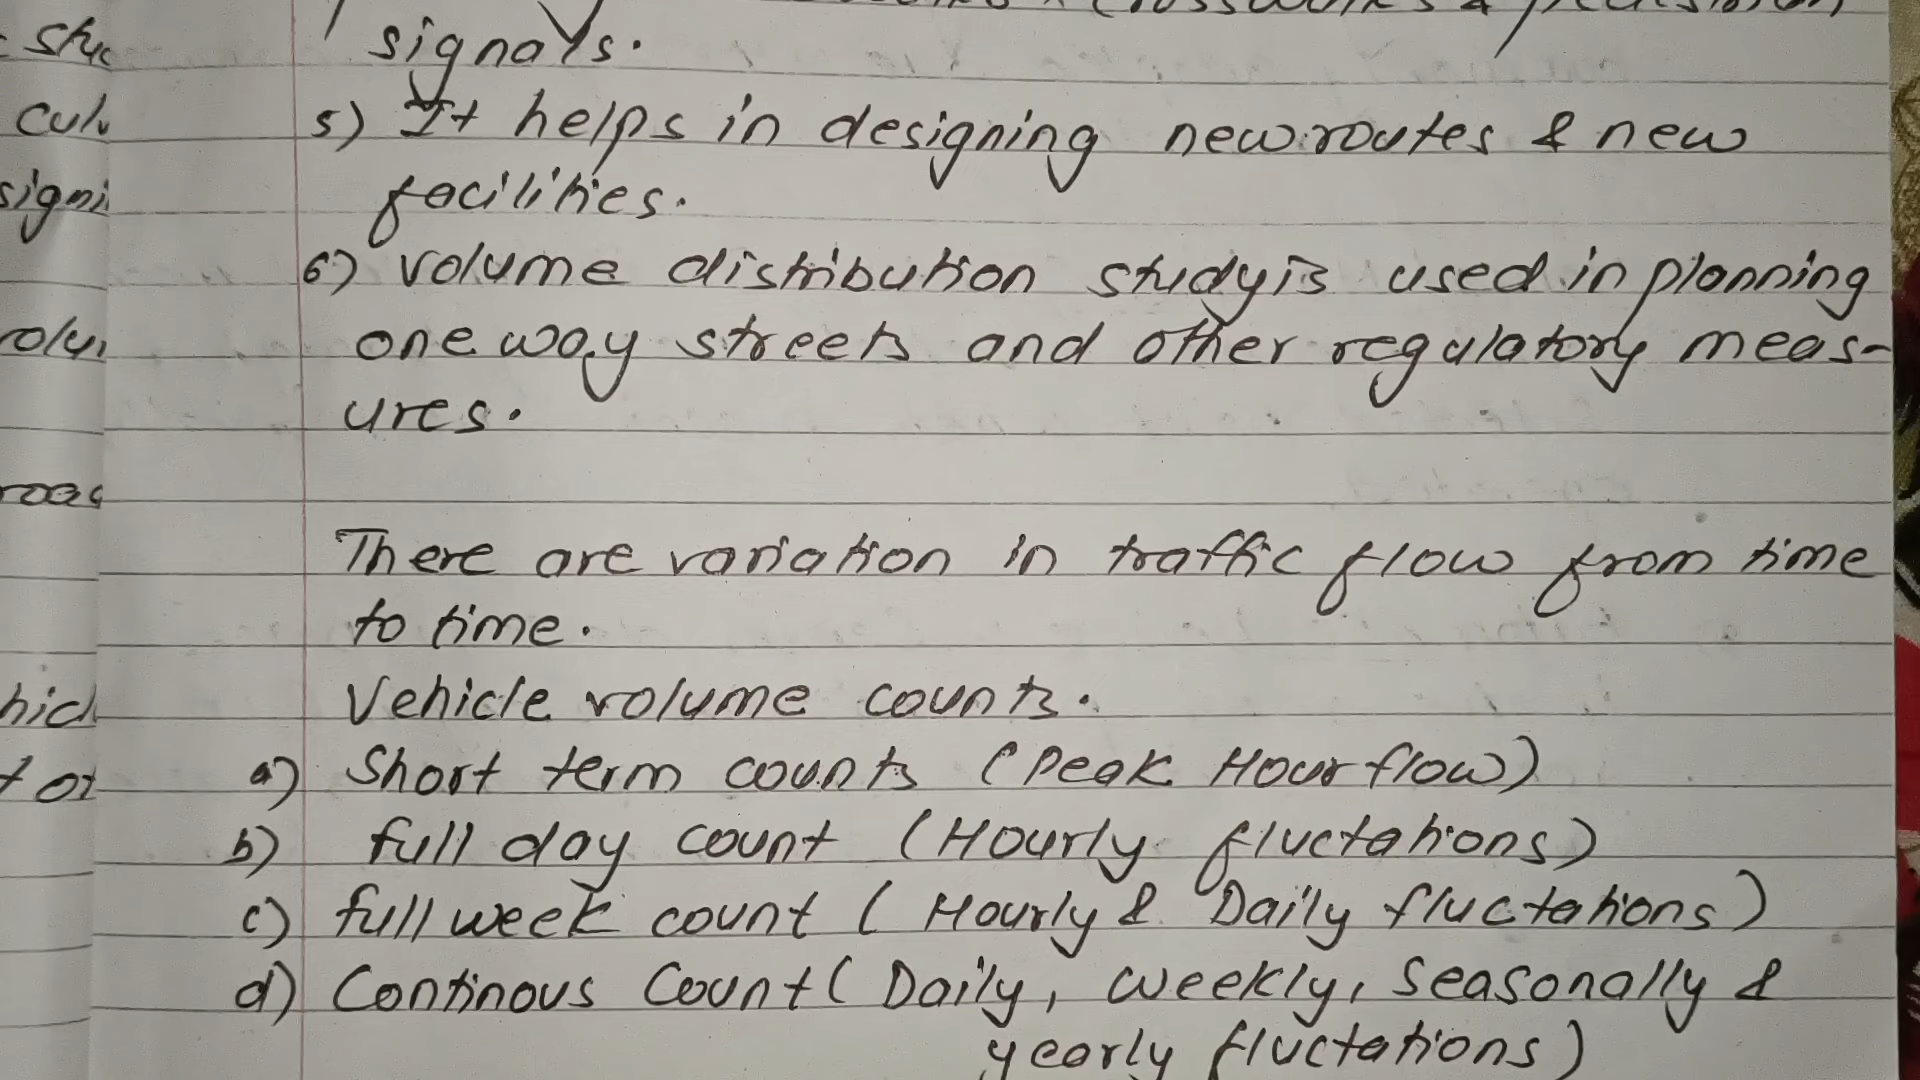 signals.
5) It helps in designing new routes & new
facilities.
6) volume distribution study is used in planning
one way streets and other regulatory meas-
ures.
There are variation in traffic flow from time
to time.
Vehicle volume counts.
a) Short term counts (Peak Hour flow)
b) full day count (Hourly fluctations)
c) full week count ( Hourly & Daily fluctations)
d) Continous Count ( Daily, weekly, Seasonally &
yearly fluctations)